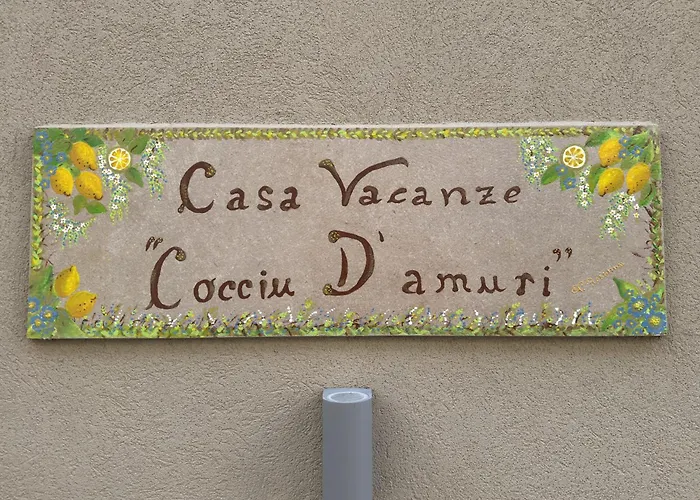 Casa Vacanze
"Cocciu D'amuri"